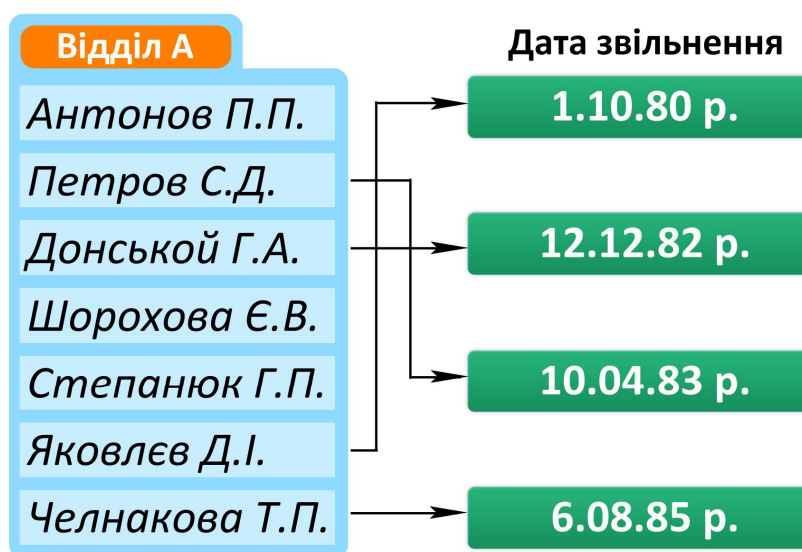 Відділ А
Антонов П.П.
Петров С.Д.
Донськой Г.А.
Шорохова Є.В.
Степанюк Г.П.
Яковлєв Д.І.
Челнакова Т.П.
Дата звільнення
1.10.80 р.
12.12.82 р.
10.04.83 р.
6.08.85 р.